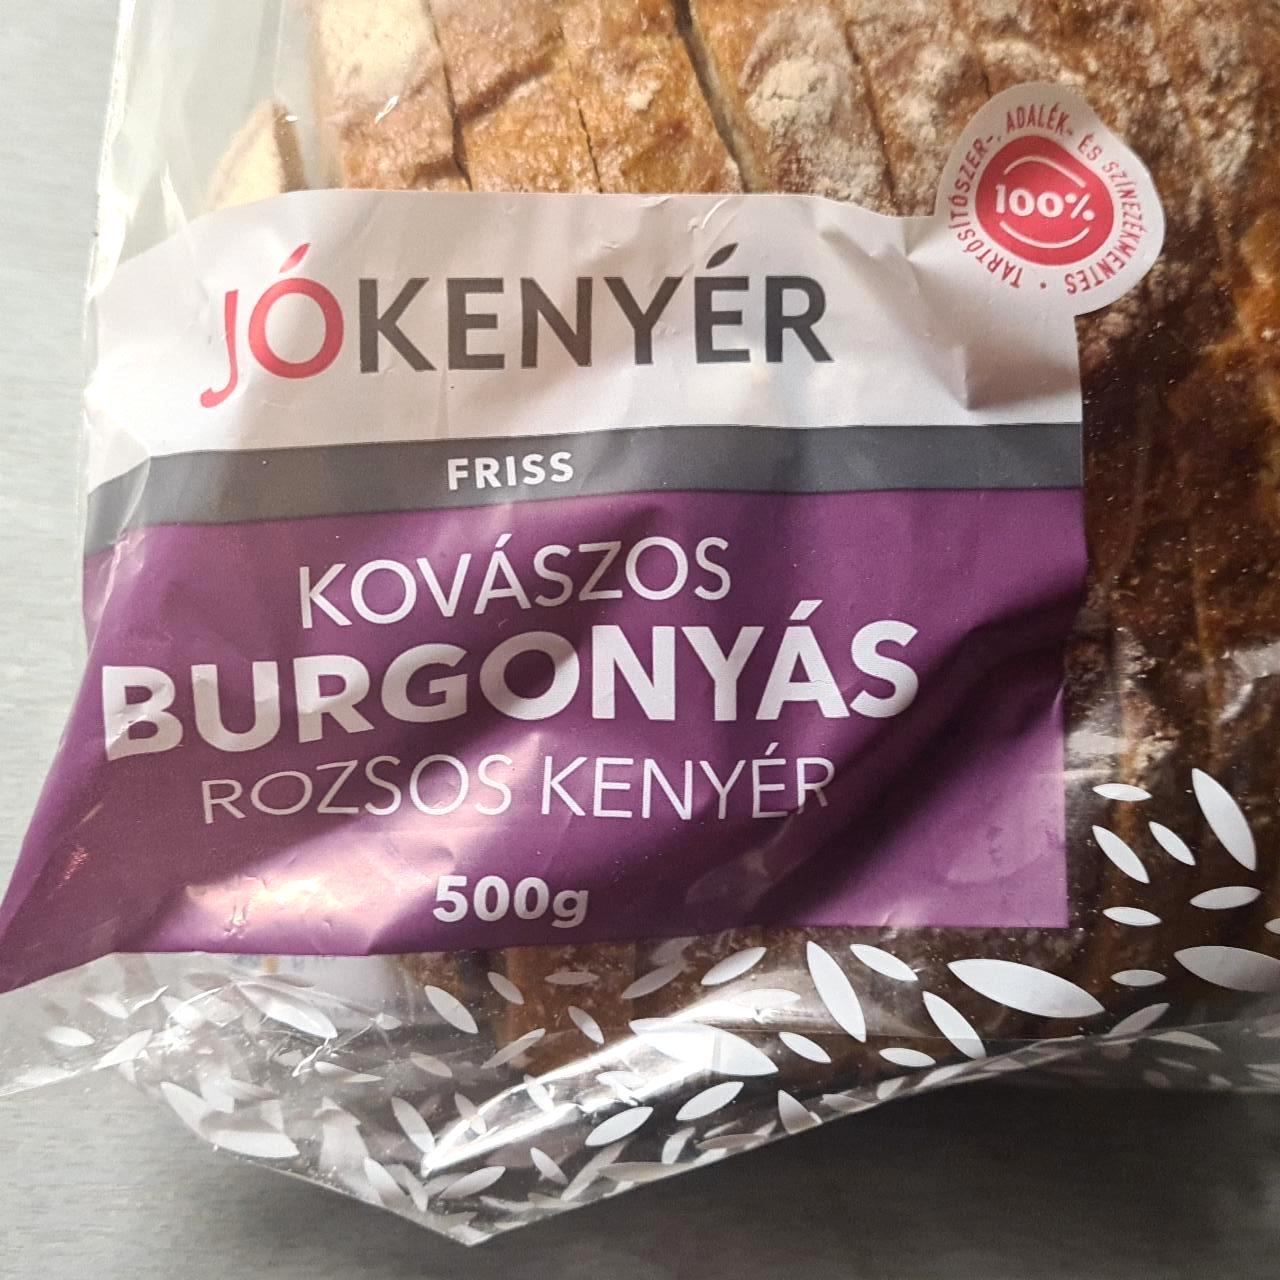 TARTÓSÍTÓSZER-, ADALÉK- ÉS SZÍNEZÉKMENTES •
100%
JÓKENYÉR
FRISS
KOVÁSZOS
BURGONYÁS
ROZSOS KENYÉR
500g